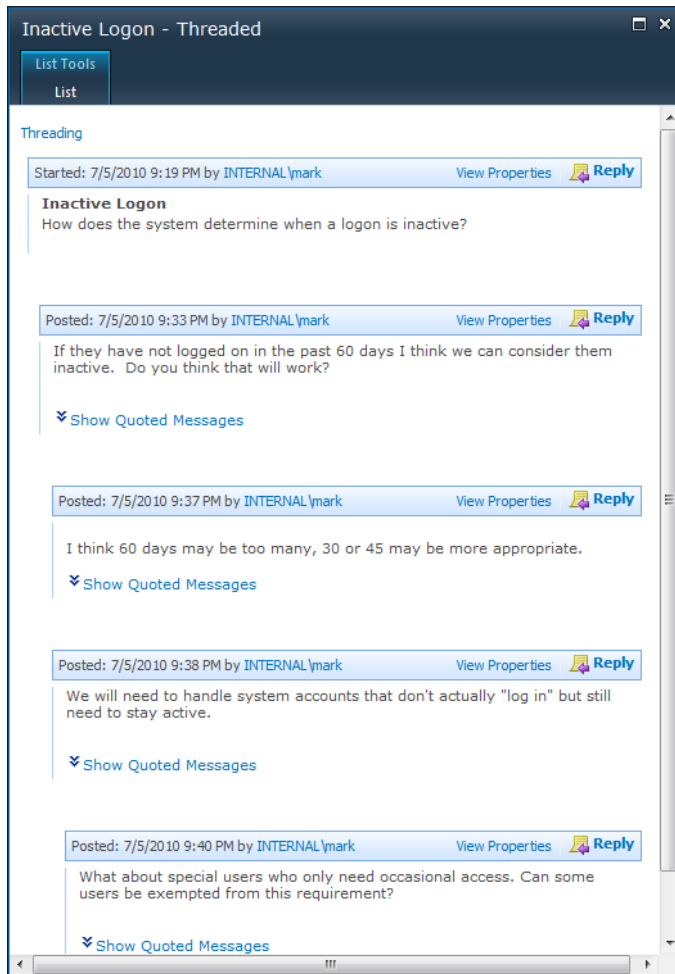 Inactive Logon - Threaded
List Tools
List
Threading
Started: 7/5/2010 9:19 PM by INTERNAL\mark View Properties Reply
Inactive Logon
How does the system determine when a logon is inactive?
Posted: 7/5/2010 9:33 PM by INTERNAL\mark View Properties Reply
If they have not logged on in the past 60 days I think we can consider them
inactive.  Do you think that will work?
Show Quoted Messages
Posted: 7/5/2010 9:37 PM by INTERNAL\mark View Properties Reply
I think 60 days may be too many, 30 or 45 may be more appropriate.
Show Quoted Messages
Posted: 7/5/2010 9:38 PM by INTERNAL\mark View Properties Reply
We will need to handle system accounts that don't actually "log in" but still
need to stay active.
Show Quoted Messages
Posted: 7/5/2010 9:40 PM by INTERNAL\mark View Properties Reply
What about special users who only need occasional access. Can some
users be exempted from this requirement?
Show Quoted Messages